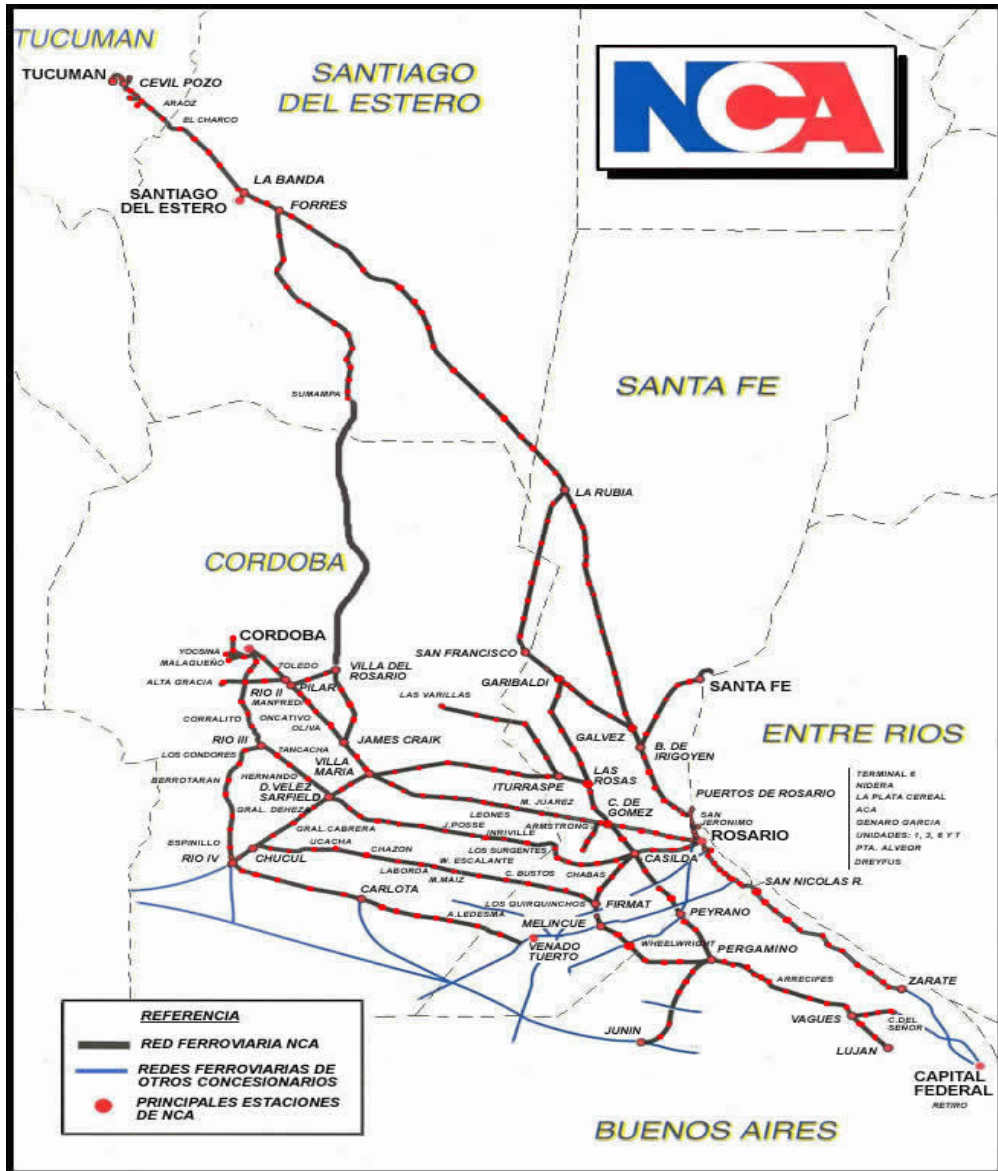 TUCUMAN
TUCUMAN
CEVIL POZO
ARAOZ
EL CHARCO
SANTIAGO
DEL ESTERO
NCA
LA BANDA
SANTIAGO
DEL ESTERO
FORRES
SUMAMPA
SANTA FE
LA RUBIA
CORDOBA
CORDOBA
YOCSINA
MALAGUEÑO
TOLEDO
ALTA GRACIA
RIO II
PILAR
MANFREDI
VILLA DEL
ROSARIO
SAN FRANCISCO
GARIBALDI
SANTA FE
LAS VARILLAS
CORRALITO
ONCATIVO
OLIVA
GALVEZ
B. DE
IRIGOYEN
ENTRE RIOS
RIO III
TANCACHA
JAMES CRAIK
LOS CONDORES
VILLA
MARIA
BERROTARAN
HERNANDO
D.VELEZ
SARFIELD
ITURRASPE
LAS
ROSAS
GRAL. DEHEZA
M. JUAREZ
LEONES
C. DE
GOMEZ
PUERTOS DE ROSARIO
SAN
JERONIMO
ROSARIO
TERMINAL 6
NIDERA
LA PLATA CEREAL
ACA
GENARO GARCIA
UNIDADES: 1, 3, 6 Y 7
PTA. ALVEOR
DREYFUS
J.POSSE
ARMSTRONG
INRIVILLE
GRAL.CABRERA
ESPINILLO
UCACHA
CHAZON
LOS SURGENTES
RIO IV
CHUCUL
W. ESCALANTE
CASILDA
LABORDA
M.MAIZ
C. BUSTOS
CHABAS
CARLOTA
LOS QUIRQUINCHOS
FIRMAT
SAN NICOLAS R.
A.LEDESMA
MELINCUE
PEYRANO
VENADO
TUERTO
WHEELWRIGHT
PERGAMINO
ARRECIFES
ZARATE
VAGUES
C.DEL
SEÑOR
JUNIN
LUJAN
CAPITAL
FEDERAL
RETIRO
BUENOS AIRES
REFERENCIA
RED FERROVIARIA NCA
REDES FERROVIARIAS DE
OTROS CONCESIONARIOS
PRINCIPALES ESTACIONES
DE NCA